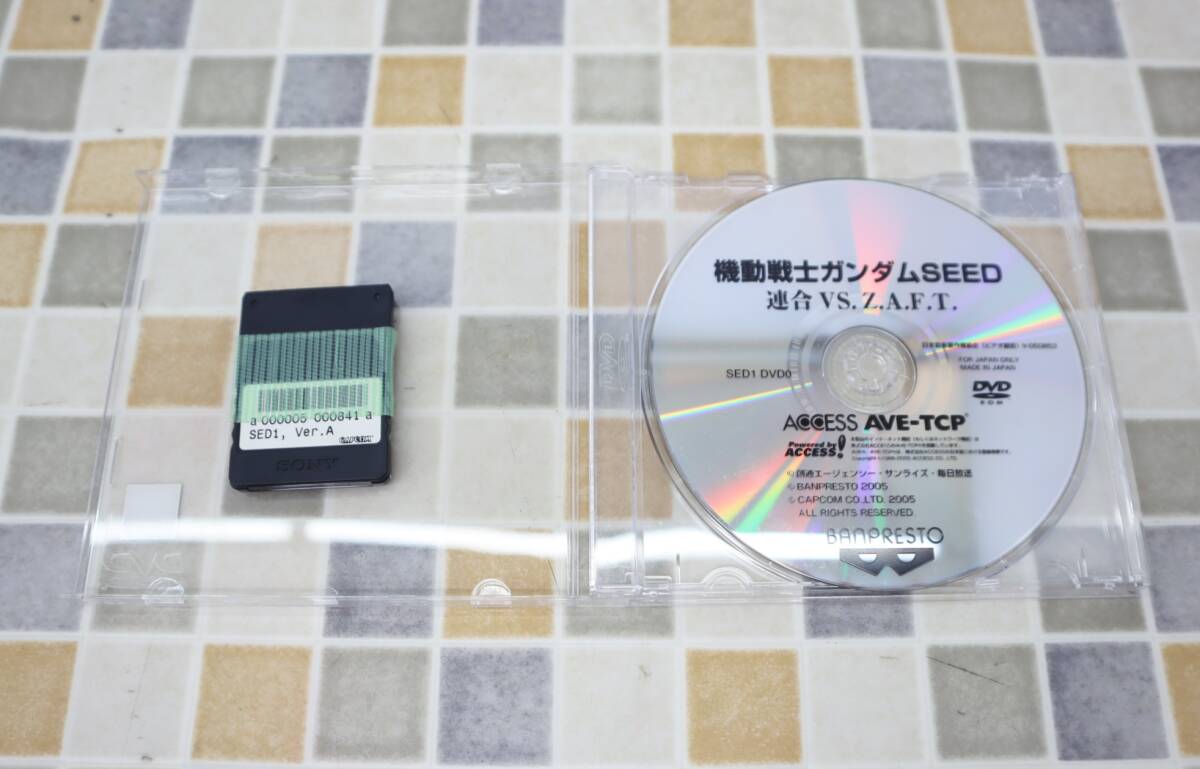 a 000005 000841 a
SED1, Ver.A
CAPCOM
SONY
機動戦士ガンダムSEED
連合 VS. Z.A.F.T.
FOR JAPAN ONLY
MADE IN JAPAN
SED1 DVD0
DVD
ROM
ACCESS AVE-TCP
Powered by
ACCESS!
©創通エージェンシー・サンライズ・毎日放送
©BANPRESTO 2005
©CAPCOM CO.,LTD. 2005
ALL RIGHTS RESERVED.
BANPRESTO